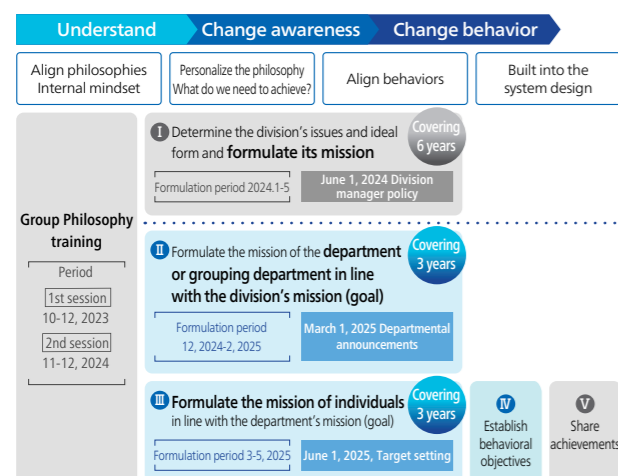 Understand
Change awareness
Change behavior
Align philosophies
Internal mindset
Personalize the philosophy
What do we need to achieve?
Align behaviors
Built into the
system design
Group Philosophy
training
Period
1st session
10-12, 2023
2nd session
11-12, 2024
I Determine the division's issues and ideal
form and formulate its mission
Covering
6 years
Formulation period 2024.1-5
June 1, 2024 Division
manager policy
II Formulate the mission of the department
or grouping department in line
with the division's mission (goal)
Covering
3 years
Formulation period
12, 2024-2, 2025
March 1, 2025 Departmental
announcements
III Formulate the mission of individuals
in line with the department's mission (goal)
Covering
3 years
Formulation period 3-5, 2025
June 1, 2025, Target setting
IV
Establish
behavioral
objectives
V
Share
achievements